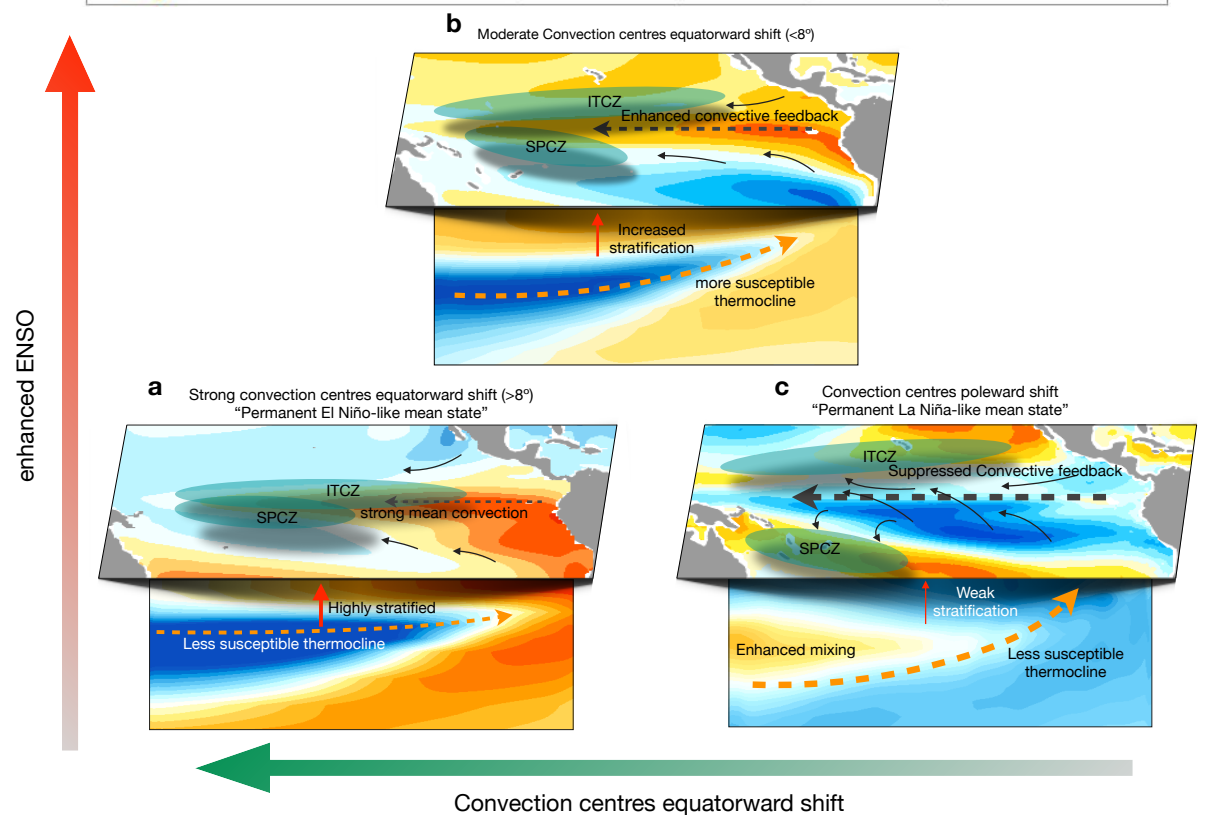 b
Moderate Convection centres equatorward shift (<8º)
ITCZ
Enhanced convective feedback
SPCZ
Increased
stratification
more susceptible
thermocline
enhanced ENSO
a
Strong convection centres equatorward shift (>8º)
“Permanent El Niño-like mean state”
ITCZ
SPCZ
strong mean convection
Highly stratified
Less susceptible thermocline
c
Convection centres poleward shift
“Permanent La Niña-like mean state”
ITCZ
Suppressed Convective feedback
SPCZ
Weak
stratification
Enhanced mixing
Less susceptible
thermocline
Convection centres equatorward shift